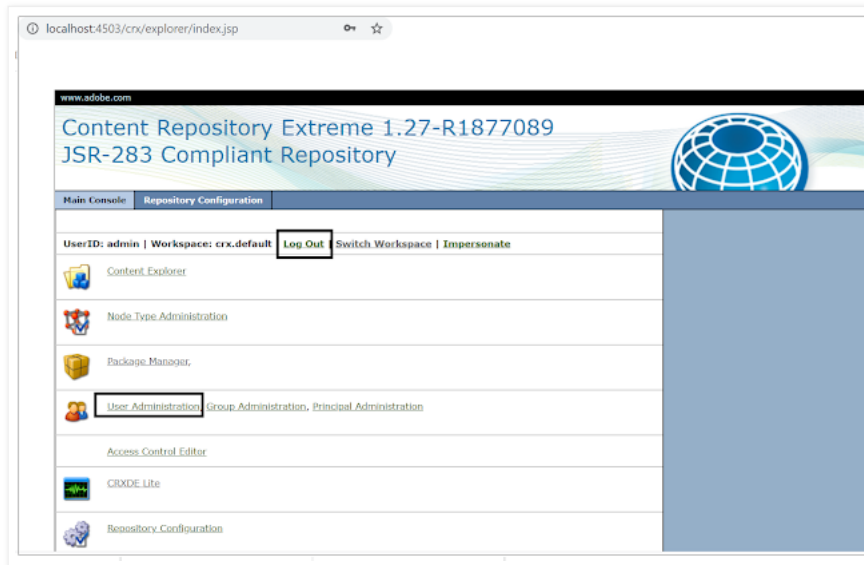 localhost:4503/crx/explorer/index.jsp
www.adobe.com
Content Repository Extreme 1.27-R1877089
JSR-283 Compliant Repository
Main Console Repository Configuration
UserID: admin | Workspace: crx.default Log Out | Switch Workspace | Impersonate
Content Explorer
Node Type Administration
Package Manager,
User Administration, Group Administration, Principal Administration
Access Control Editor
CRXDE Lite
Repository Configuration